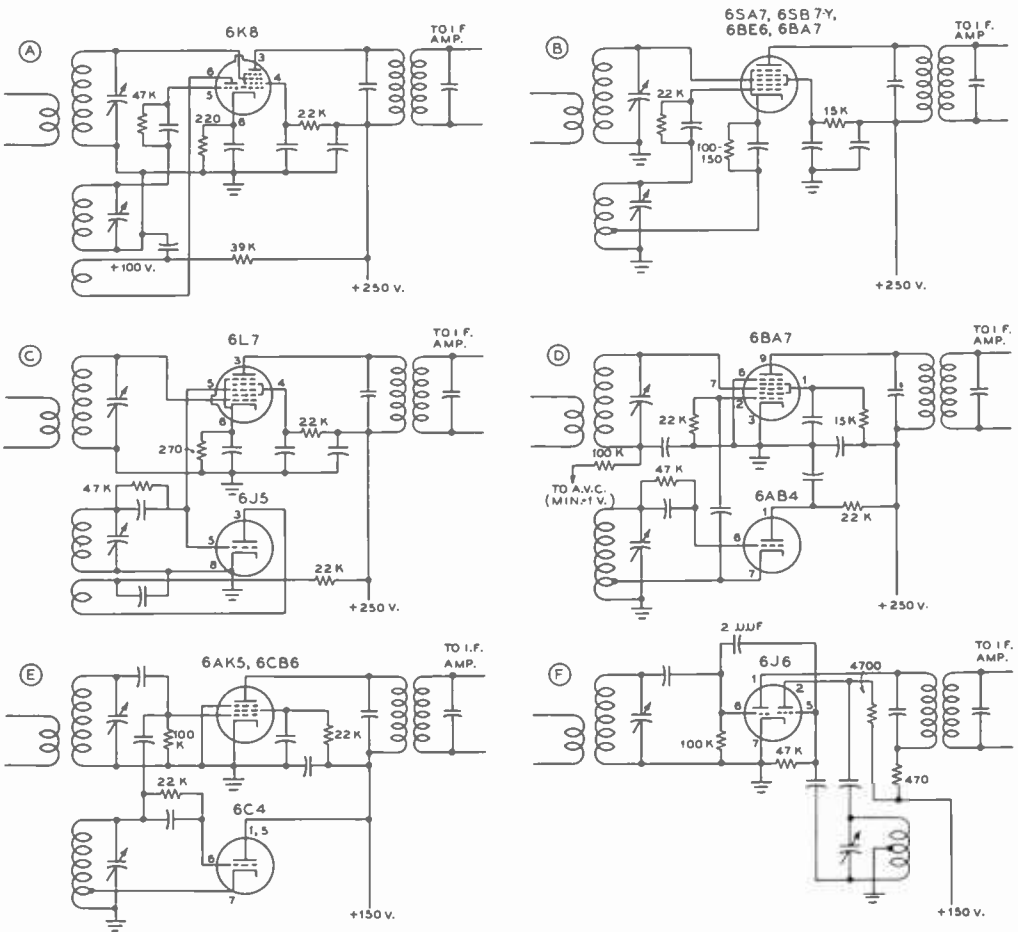 A
6K8
TO I.F.
AMP.
3
6
5
4
47K
22K
220
6
39K
+100 V.
+250 V.
B
6SA7, 6SB7-Y,
6BE6, 6BA7
TO I.F.
AMP.
22K
15K
100-
150
+250 V.
C
6L7
TO I.F.
AMP.
3
5
4
6
22K
270
47K
6J5
3
5
8
22K
+250 V.
D
6BA7
TO I.F.
AMP.
9
6
7
1
2
22K
3
15K
100K
47K
TO A.V.C.
(MIN.-1 V.)
6AB4
1
22K
6
7
+250 V.
E
6AK5, 6CB6
TO I.F.
AMP.
100
K
22K
22K
6C4
1, 5
6
7
+150 V.
F
2 UUF
6J6
4700
TO I.F.
AMP.
1
2
6
5
100K
7
47K
470
+150 V.